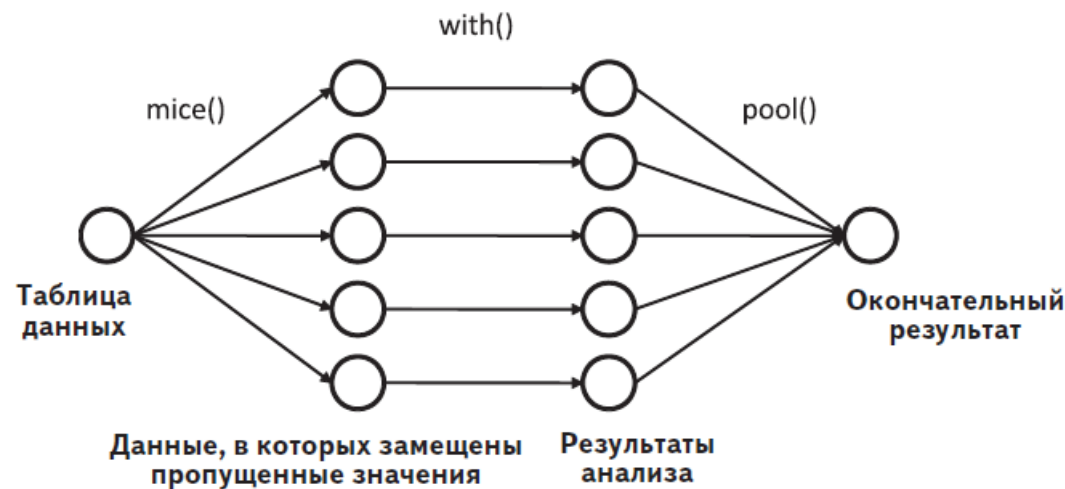 with()
mice()
pool()
Таблица
данных
Окончательный
результат
Данные, в которых замещены
пропущенные значения
Результаты
анализа